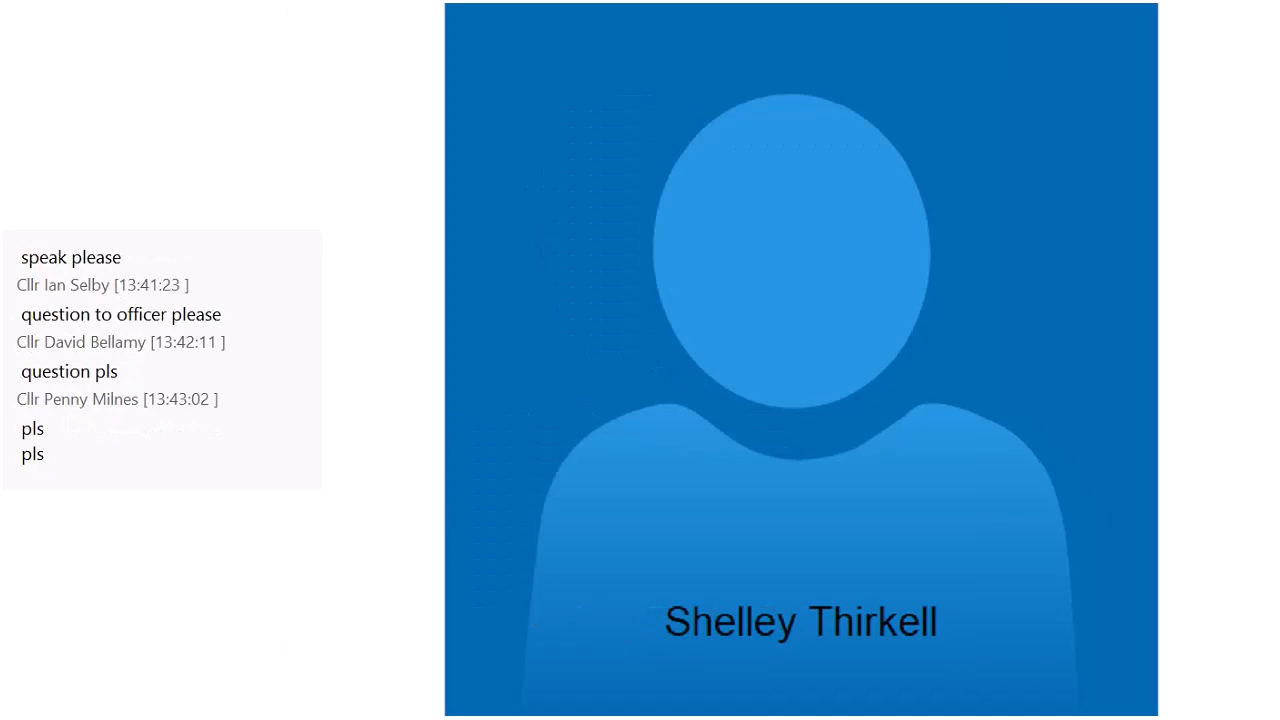 speak please
Cllr Ian Selby [13:41:23 ]
question to officer please
Cllr David Bellamy [13:42:11 ]
question pls
Cllr Penny Milnes [13:43:02 ]
pls
pls
Shelley Thirkell